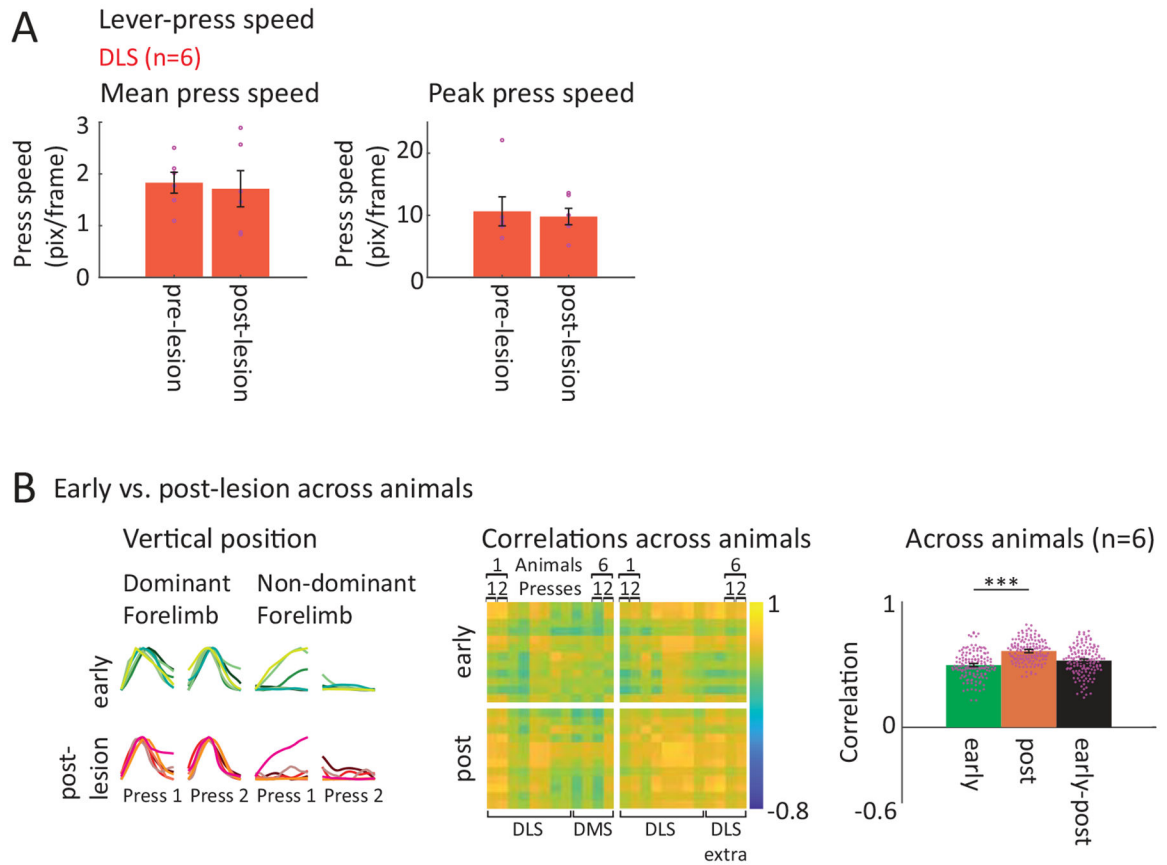 A
Lever-press speed
DLS (n=6)
Mean press speed
Peak press speed
Press speed
(pix/frame)
3
2
1
0
pre-lesion
post-lesion
Press speed
(pix/frame)
20
10
0
pre-lesion
post-lesion
B Early vs. post-lesion across animals
Vertical position
Dominant
Forelimb
Non-dominant
Forelimb
early
post-
lesion
Press 1 Press 2 Press 1 Press 2
Correlations across animals
1 Animals 6 1 6
12 Presses 12 12 12
early
post
1
-0.8
DLS DMS DLS DLS
extra
Across animals (n=6)
***
Correlation
1
0
-0.6
early
post
early-post